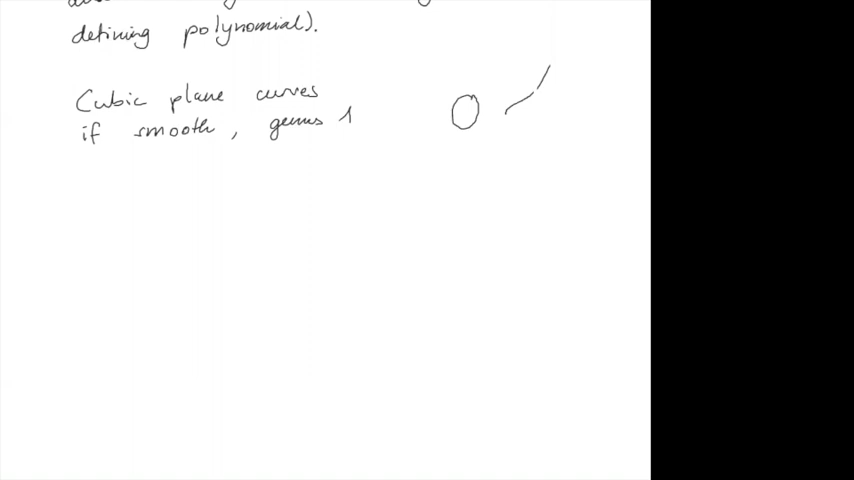 defining polynomial).
Cubic plane curves
if smooth, genus 1